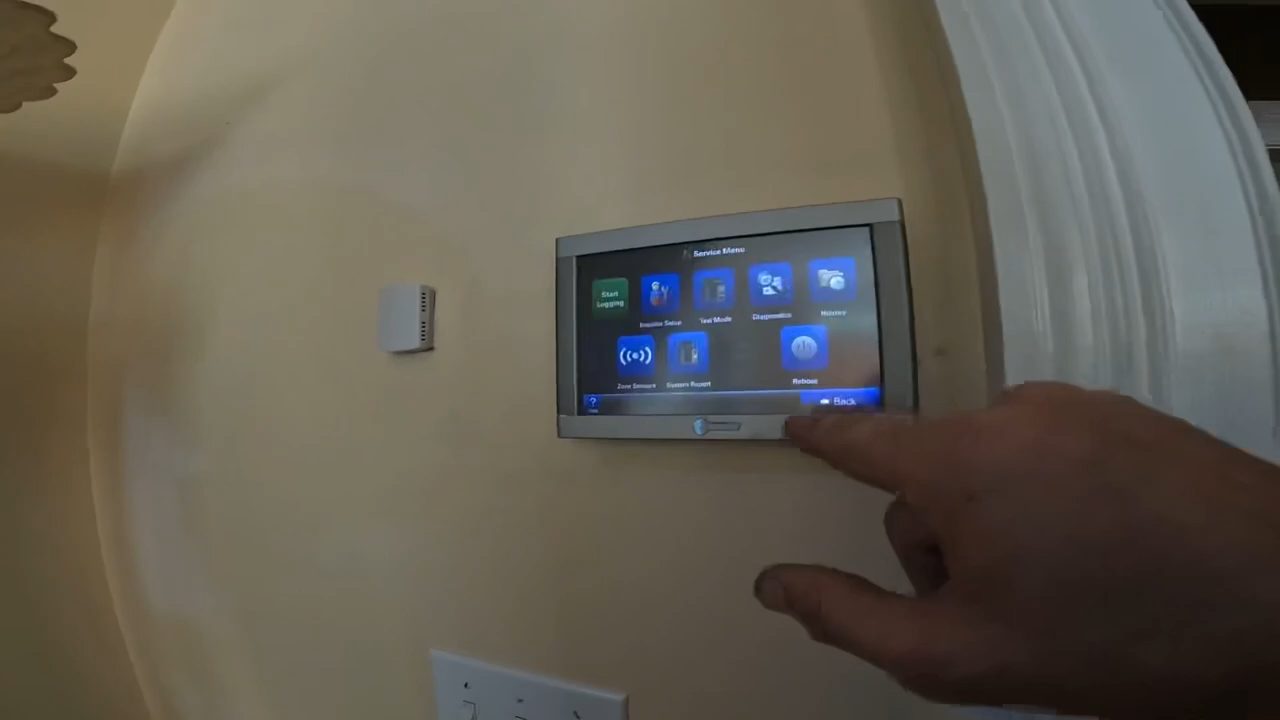 Service Menu
Start
Logging
Installer Setup
Test Mode
Diagnostics
History
Zone Sensors
System Report
Reboot
?
Back